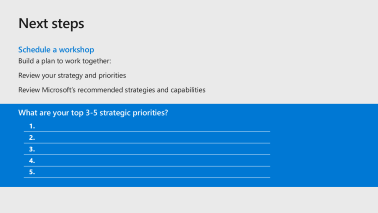 Next steps
Schedule a workshop
Build a plan to work together:
Review your strategy and priorities
Review Microsoft's recommended strategies and capabilities
What are your top 3-5 strategic priorities?
1.
2.
3.
4.
5.